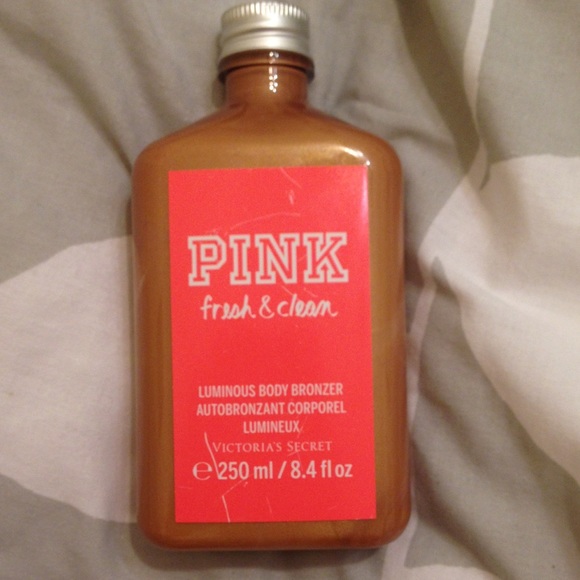 PINK
fresh & clean
LUMINOUS BODY BRONZER
AUTOBRONZANT CORPOREL
LUMINEUX
VICTORIA'S SECRET
℮ 250 ml / 8.4 fl oz